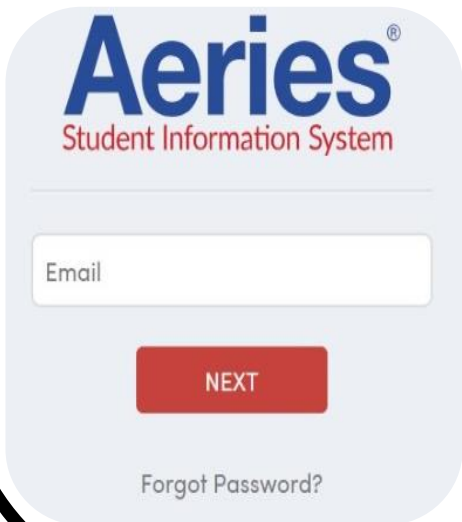 Aeries®
Student Information System
Email
NEXT
Forgot Password?